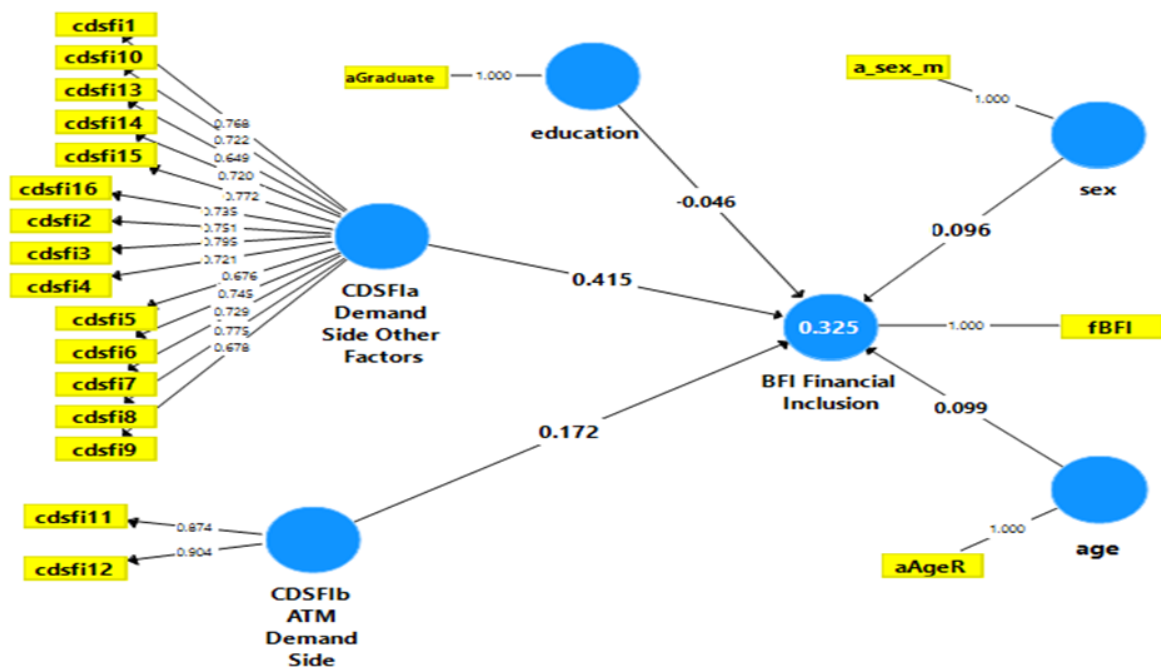 cdsfi1
cdsfi10
cdsfi13
cdsfi14
cdsfi15
cdsfi16
cdsfi2
cdsfi3
cdsfi4
cdsfi5
cdsfi6
cdsfi7
cdsfi8
cdsfi9
0.768
0.722
0.649
0.720
0.772
0.735
0.751
0.795
0.721
0.676
0.745
0.729
0.775
0.678
CDSFIa
Demand
Side Other
Factors
0.415
aGraduate
1.000
education
-0.046
a_sex_m
1.000
sex
0.096
0.325
BFI Financial
Inclusion
1.000
fBFI
0.099
1.000
aAgeR
age
0.172
cdsfi11
cdsfi12
0.874
0.904
CDSFIb
ATM
Demand
Side